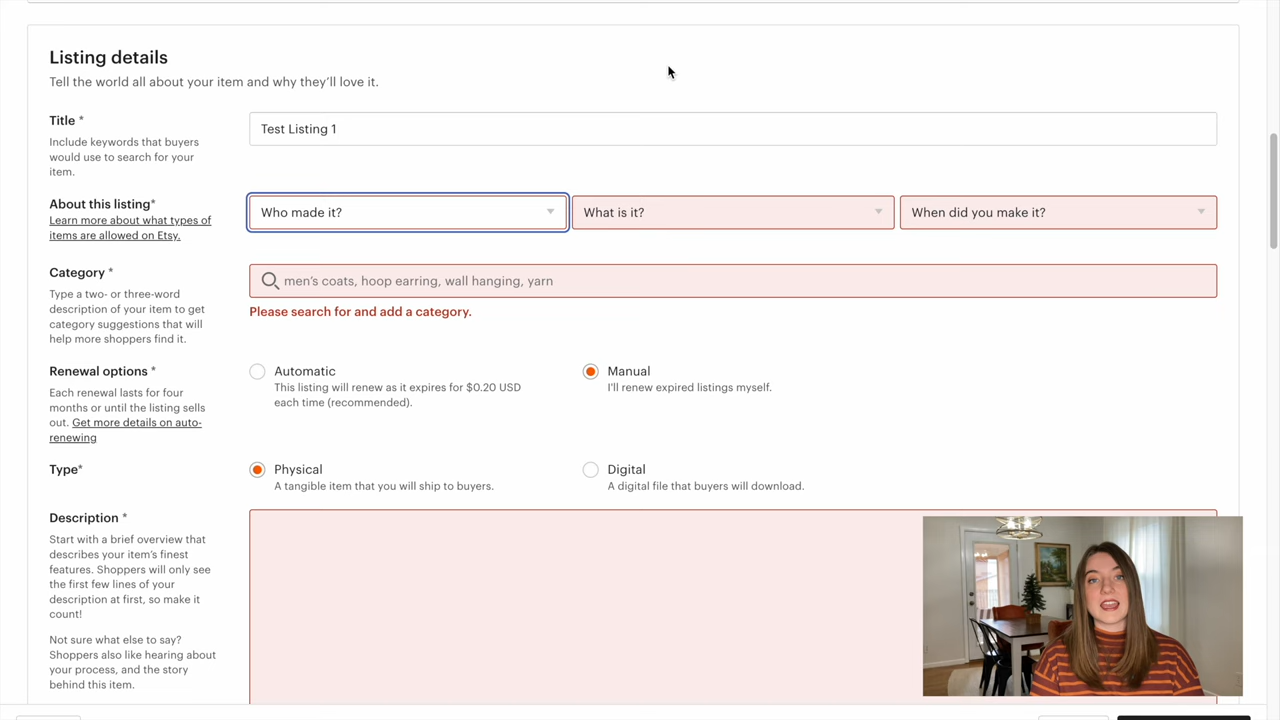 Listing details
Tell the world all about your item and why they’ll love it.
Title *
Include keywords that buyers
would use to search for your
item.
Test Listing 1
About this listing*
Learn more about what types of
items are allowed on Etsy.
Who made it?
What is it?
When did you make it?
Category *
Type a two- or three-word
description of your item to get
category suggestions that will
help more shoppers find it.
men’s coats, hoop earring, wall hanging, yarn
Please search for and add a category.
Renewal options *
Each renewal lasts for four
months or until the listing sells
out. Get more details on auto-
renewing
Automatic
This listing will renew as it expires for $0.20 USD
each time (recommended).
Manual
I'll renew expired listings myself.
Type*
Physical
A tangible item that you will ship to buyers.
Digital
A digital file that buyers will download.
Description *
Start with a brief overview that
describes your item’s finest
features. Shoppers will only see
the first few lines of your
description at first, so make it
count!
Not sure what else to say?
Shoppers also like hearing about
your process, and the story
behind this item.